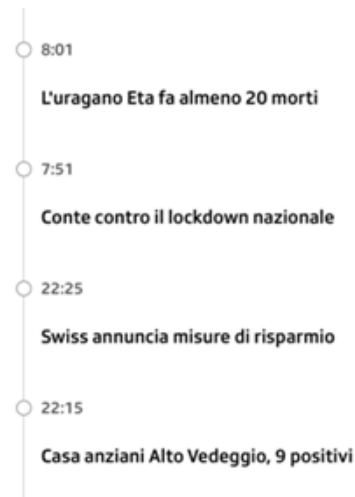 8:01
L'uragano Eta fa almeno 20 morti
7:51
Conte contro il lockdown nazionale
22:25
Swiss annuncia misure di risparmio
22:15
Casa anziani Alto Vedeggio, 9 positivi